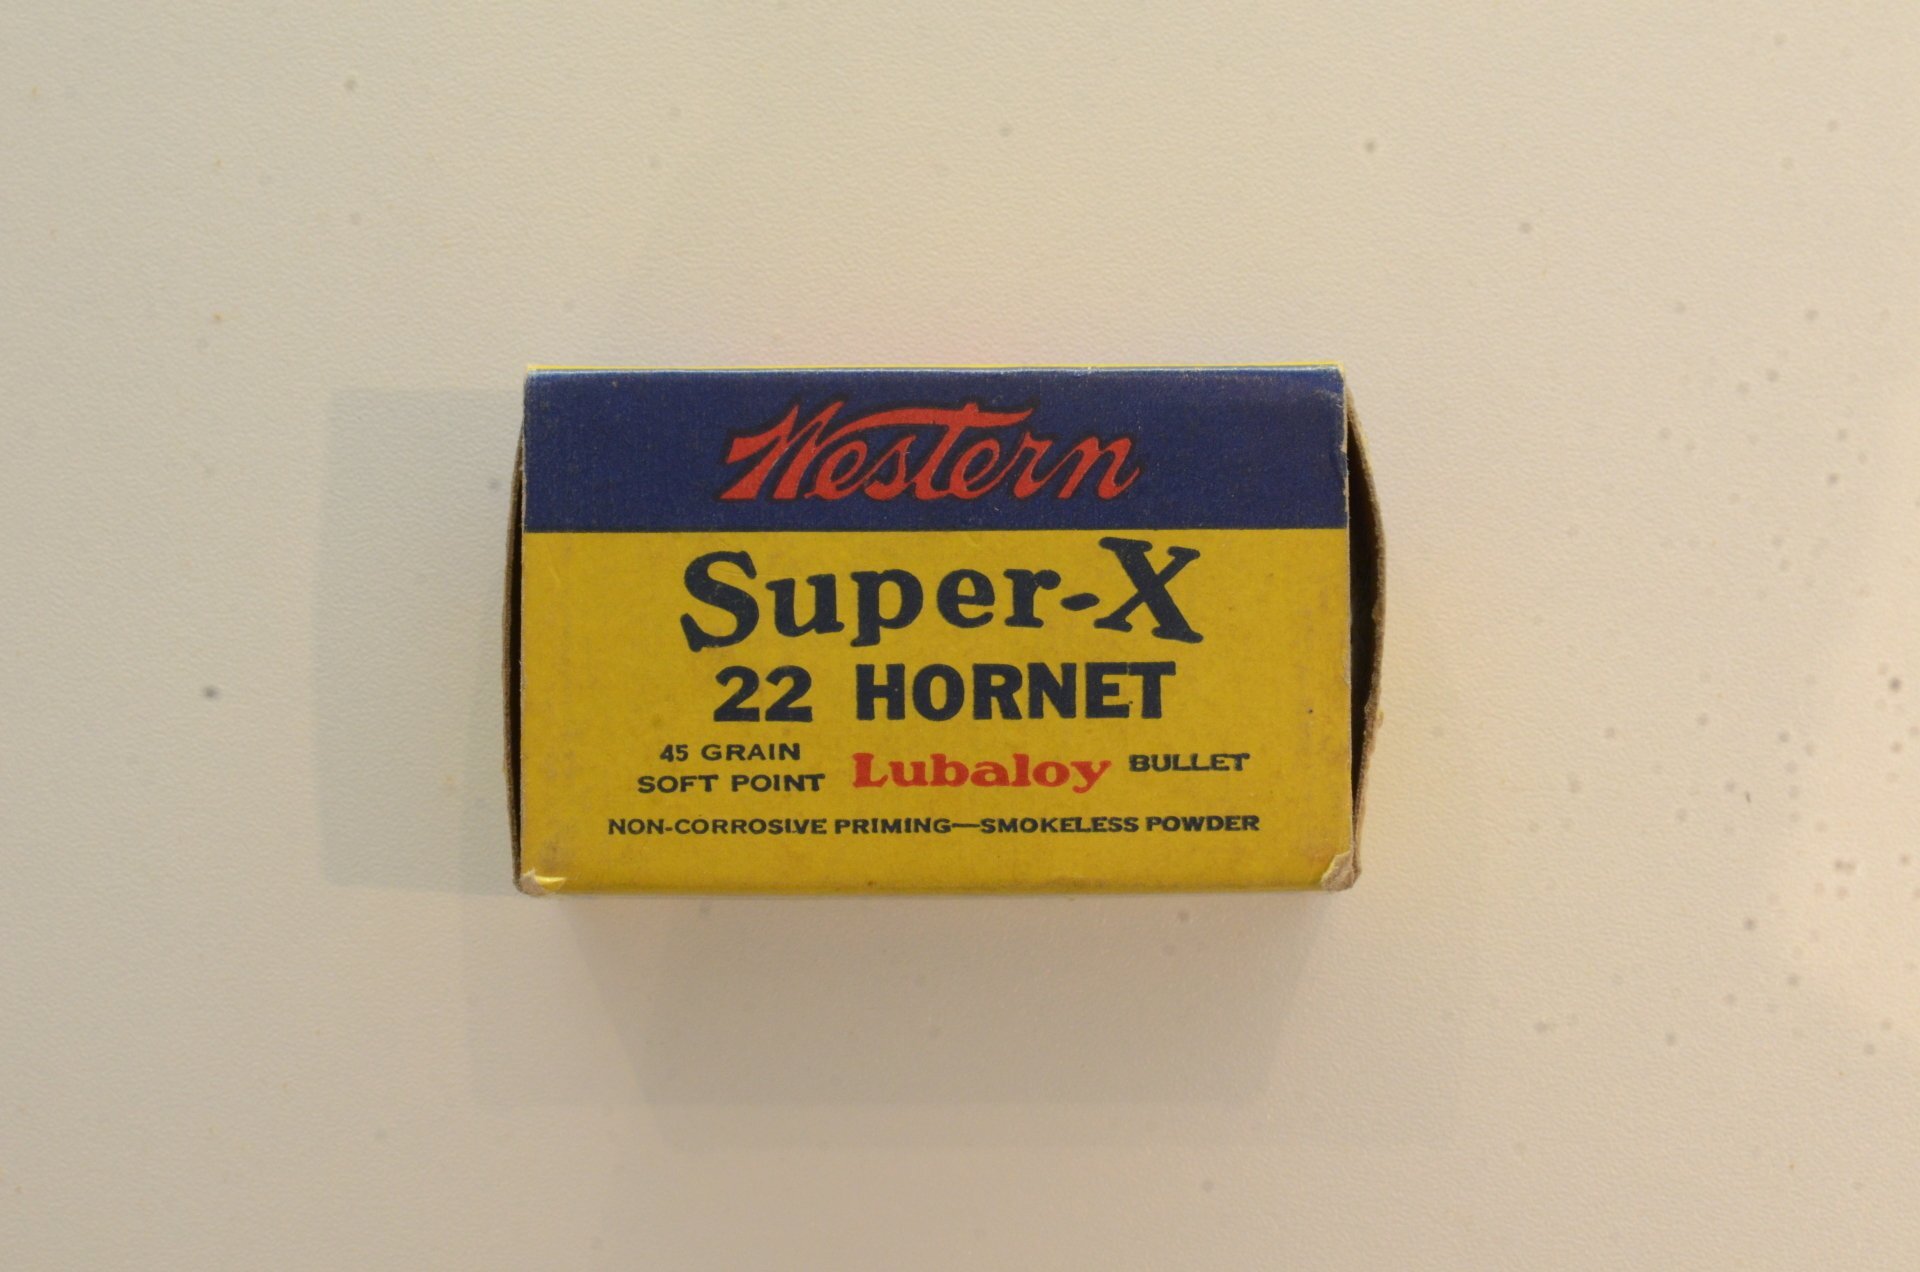 Western
Super-X
22 HORNET
45 GRAIN
SOFT POINT Lubaloy BULLET
NON-CORROSIVE PRIMING—SMOKELESS POWDER